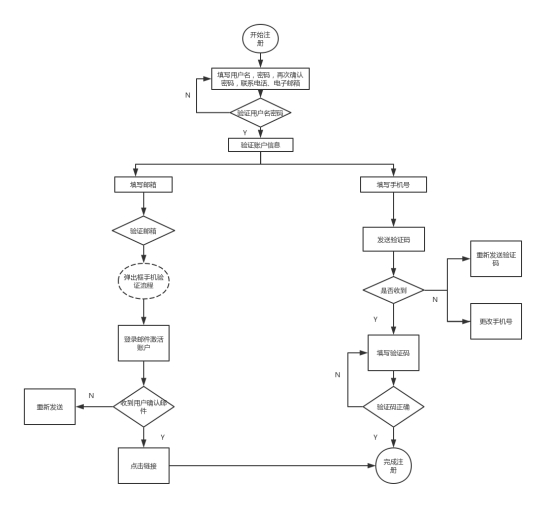 开始注
册
填写用户名，密码，再次确认
密码，联系电话、电子邮箱
N
验证用户名密码
Y
验证账户信息
填写邮箱
填写手机号
验证邮箱
发送验证码
弹出框手机验
证流程
是否收到
N
重新发送验证
码
更改手机号
Y
登录邮件激活
账户
填写验证码
N
重新发送
N
收到用户确认邮
件
验证码正确
Y
Y
点击链接
完成注
册